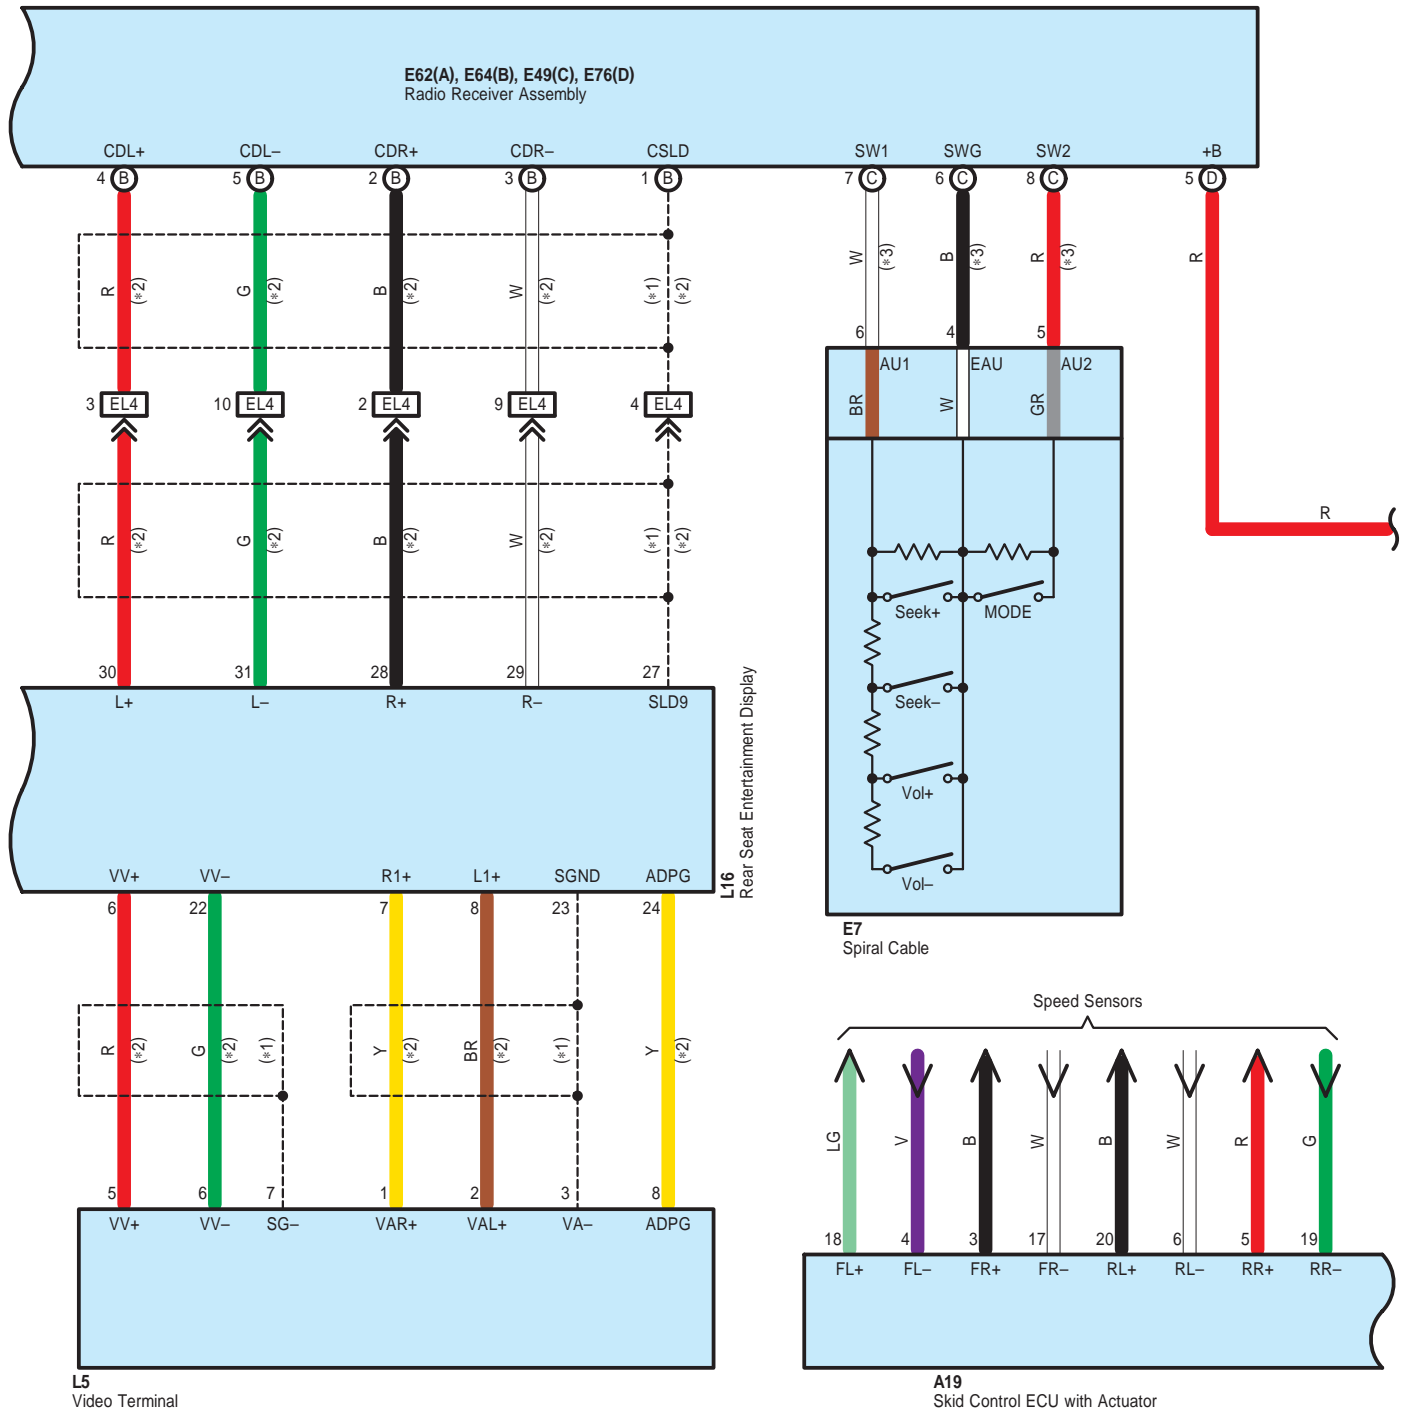 E62(A), E64(B), E49(C), E76(D)
Radio Receiver Assembly
CDL+ CDL– CDR+ CDR– CSLD SW1 SWG SW2 +B
4 B 5 B 2 B 3 B 1 B 7 C 6 C 8 C 5 D
W (*3) B (*3) R (*3) R
R (*2) G (*2) B (*2) W (*2) (*1) (*2)
6 4 5
AU1 EAU AU2
BR W GR
3 EL4 10 EL4 2 EL4 9 EL4 4 EL4
R
R (*2) G (*2) B (*2) W (*2) (*1) (*2)
Seek+ MODE
30 31 28 29 27
L+ L– R+ R– SLD9
Seek–
Vol+
Vol–
L16
Rear Seat Entertainment Display
VV+ VV– R1+ L1+ SGND ADPG
6 22 7 8 23 24
E7
Spiral Cable
Speed Sensors
R (*2) G (*2) (*1) Y (*2) BR (*2) (*1) Y (*2)
LG V B W B W R G
5 6 7 1 2 3 8
VV+ VV– SG– VAR+ VAL+ VA– ADPG
18 4 3 17 20 6 5 19
FL+ FL– FR+ FR– RL+ RL– RR+ RR–
L5
Video Terminal
A19
Skid Control ECU with Actuator